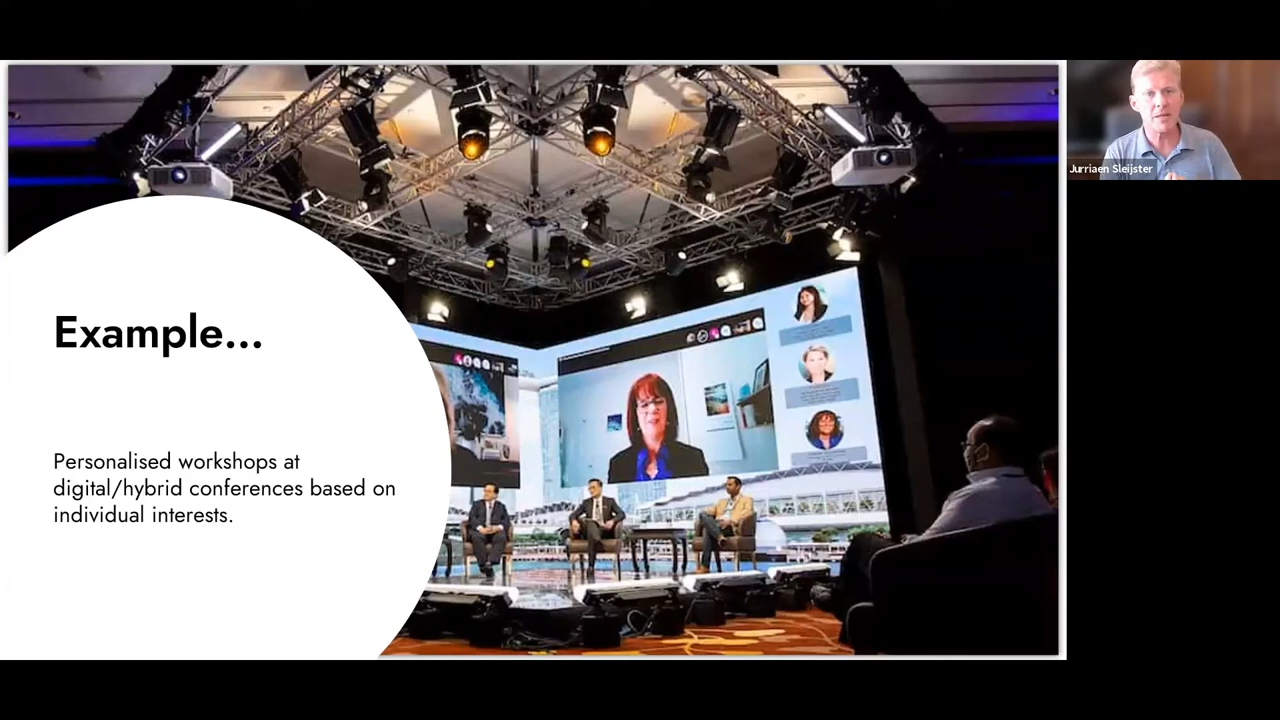 Example...
Personalised workshops at
digital/hybrid conferences based on
individual interests.
Jurriaen Sleijster